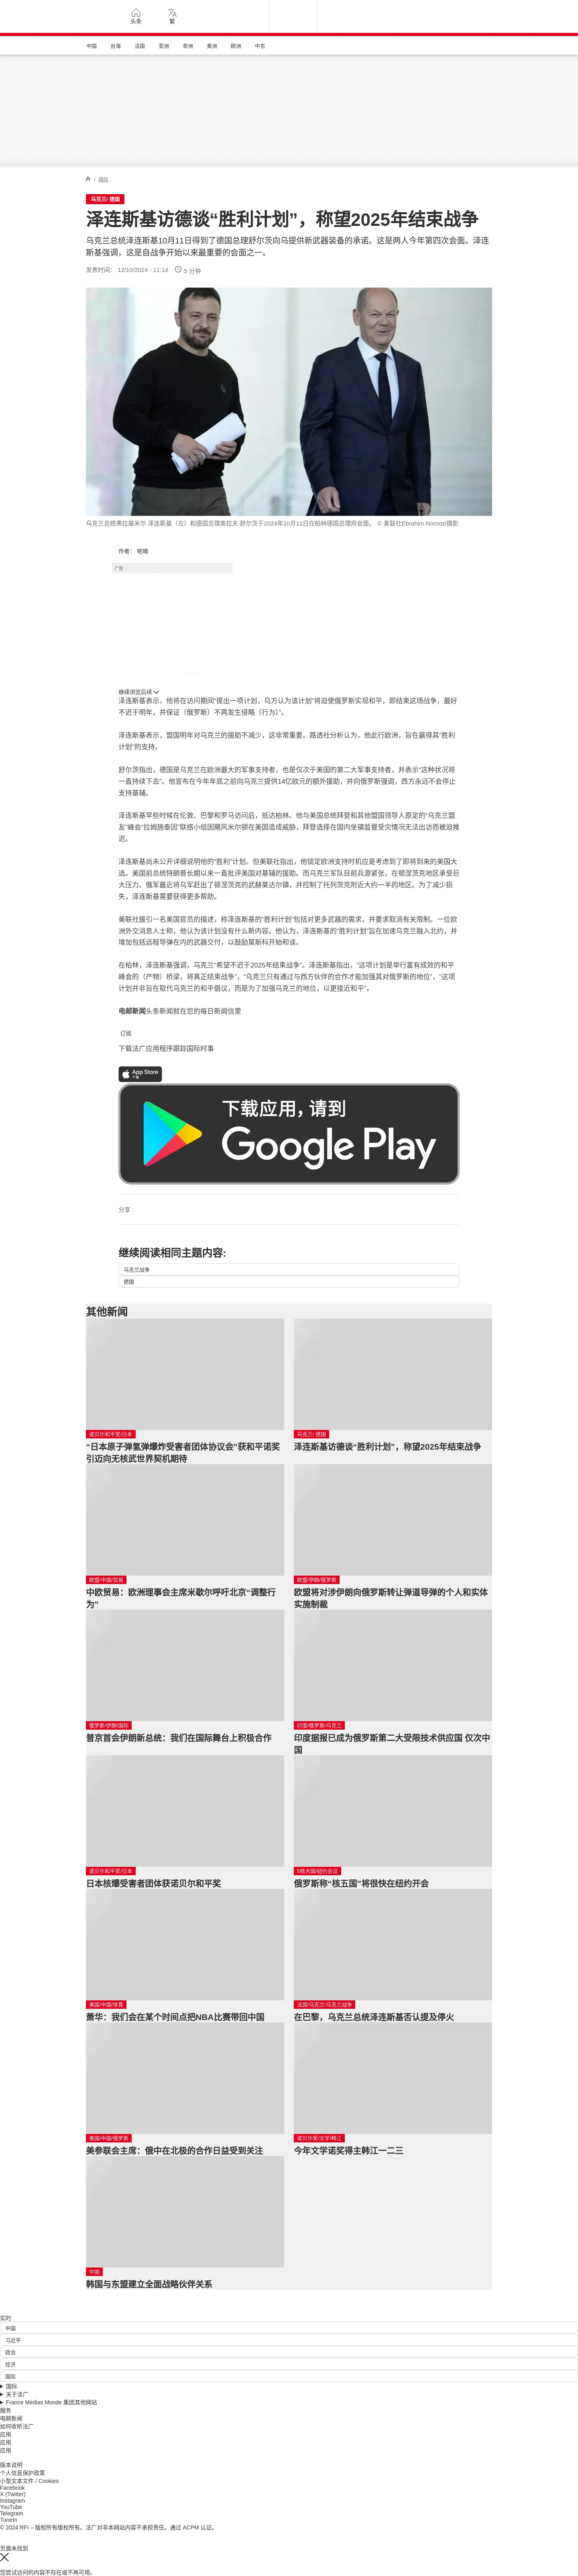 头条
繁
中国
台海
法国
亚洲
非洲
美洲
欧洲
中东
/ 国际
乌克兰/ 德国
泽连斯基访德谈“胜利计划”，称望2025年结束战争
乌克兰总统泽连斯基10月11日得到了德国总理舒尔茨向乌提供新武器装备的承诺。这是两人今年第四次会面。泽连
斯基强调，这是自战争开始以来最重要的会面之一。
发表时间： 12/10/2024 - 11:14 5 分钟
乌克兰总统弗拉基米尔·泽连斯基（左）和德国总理奥拉夫·舒尔茨于2024年10月11日在柏林德国总理府会面。 © 美联社Ebrahim Noroozi摄影
作者： 呢喃
广告
继续浏览后续
泽连斯基表示，他将在访问期间“提出一项计划，乌方认为该计划”将迫使俄罗斯实现和平，即结束这场战争，最好
不迟于明年，并保证（俄罗斯）不再发生侵略（行为）”。
泽连斯基表示，盟国明年对乌克兰的援助不减少，这非常重要。路透社分析认为，他此行欧洲，旨在赢得其“胜利
计划”的支持。
舒尔茨指出，德国是乌克兰在欧洲最大的军事支持者，也是仅次于美国的第二大军事支持者，并表示“这种状况将
一直持续下去”。他宣布在今年年底之前向乌克兰提供14亿欧元的额外援助，并向俄罗斯强调，西方永远不会停止
支持基辅。
泽连斯基早些时候在伦敦、巴黎和罗马访问后，抵达柏林。他与美国总统拜登和其他盟国领导人原定的“乌克兰盟
友”峰会“拉姆施泰因”联络小组因飓风米尔顿在美国造成威胁，拜登选择在国内坐镇监督受灾情况无法出访而被迫推
迟。
泽连斯基尚未公开详细说明他的“胜利”计划。但美联社指出，他锁定欧洲支持时机应是考虑到了即将到来的美国大
选。美国前总统特朗普长期以来一直批评美国对基辅的援助。而乌克兰军队目前兵源紧张，在顿涅茨克地区承受巨
大压力。俄军最近将乌军赶出了顿涅茨克的武赫莱达尔镇，并控制了托列茨克附近大约一半的地区。为了减少损
失，泽连斯基需要获得更多帮助。
美联社援引一名美国官员的描述，称泽连斯基的“胜利计划”包括对更多武器的需求，并要求取消有关限制。一位欧
洲外交消息人士称，他认为该计划没有什么新内容。他认为，泽连斯基的“胜利计划”旨在加速乌克兰融入北约，并
增加包括远程导弹在内的武器交付，以鼓励莫斯科开始和谈。
在柏林，泽连斯基强调，乌克兰“希望不迟于2025年结束战争”。泽连斯基指出，“这项计划是举行富有成效的和平
峰会的（产物）桥梁，将真正结束战争”，“乌克兰只有通过与西方伙伴的合作才能加强其对俄罗斯的地位”，“这项
计划并非旨在取代乌克兰的和平倡议，而是为了加强乌克兰的地位，以更接近和平”。
电邮新闻头条新闻就在您的每日新闻信里
订阅
下载法广应用程序跟踪国际时事
App Store
下载
下载应用，请到
Google Play
分享 :
继续阅读相同主题内容:
乌克兰战争
德国
其他新闻
诺贝尔和平奖/日本
“日本原子弹氢弹爆炸受害者团体协议会”获和平诺奖
引迈向无核武世界契机期待
乌克兰/ 德国
泽连斯基访德谈“胜利计划”，称望2025年结束战争
欧盟/中国/贸易
中欧贸易：欧洲理事会主席米歇尔呼吁北京“调整行
为”
欧盟/伊朗/俄罗斯
欧盟将对涉伊朗向俄罗斯转让弹道导弹的个人和实体
实施制裁
俄罗斯/伊朗/国际
普京首会伊朗新总统：我们在国际舞台上积极合作
印度/俄罗斯/乌克兰
印度据报已成为俄罗斯第二大受限技术供应国 仅次中
国
诺贝尔和平奖/日本
日本核爆受害者团体获诺贝尔和平奖
5核大国/纽约会议
俄罗斯称“核五国”将很快在纽约开会
美国/中国/体育
萧华：我们会在某个时间点把NBA比赛带回中国
法国/乌克兰/乌克兰战争
在巴黎，乌克兰总统泽连斯基否认提及停火
美国/中国/俄罗斯
美参联会主席：俄中在北极的合作日益受到关注
诺贝尔奖/文学/韩江
今年文学诺奖得主韩江一二三
中国
韩国与东盟建立全面战略伙伴关系
实时
中国
习近平
政治
经济
国际
国际
关于法广
France Médias Monde 集团其他网站
服务
电邮新闻
如何收听法广
应用
应用
应用
版本说明
个人信息保护政策
小型文本文件 / Cookies
Facebook
X (Twitter)
Instagram
YouTube
Telegram
TuneIn
© 2024 RFI – 版权所有版权所有。法广对非本网站内容不承担责任。通过 ACPM 认证。
页面未找到
您尝试访问的内容不存在或不再可用。